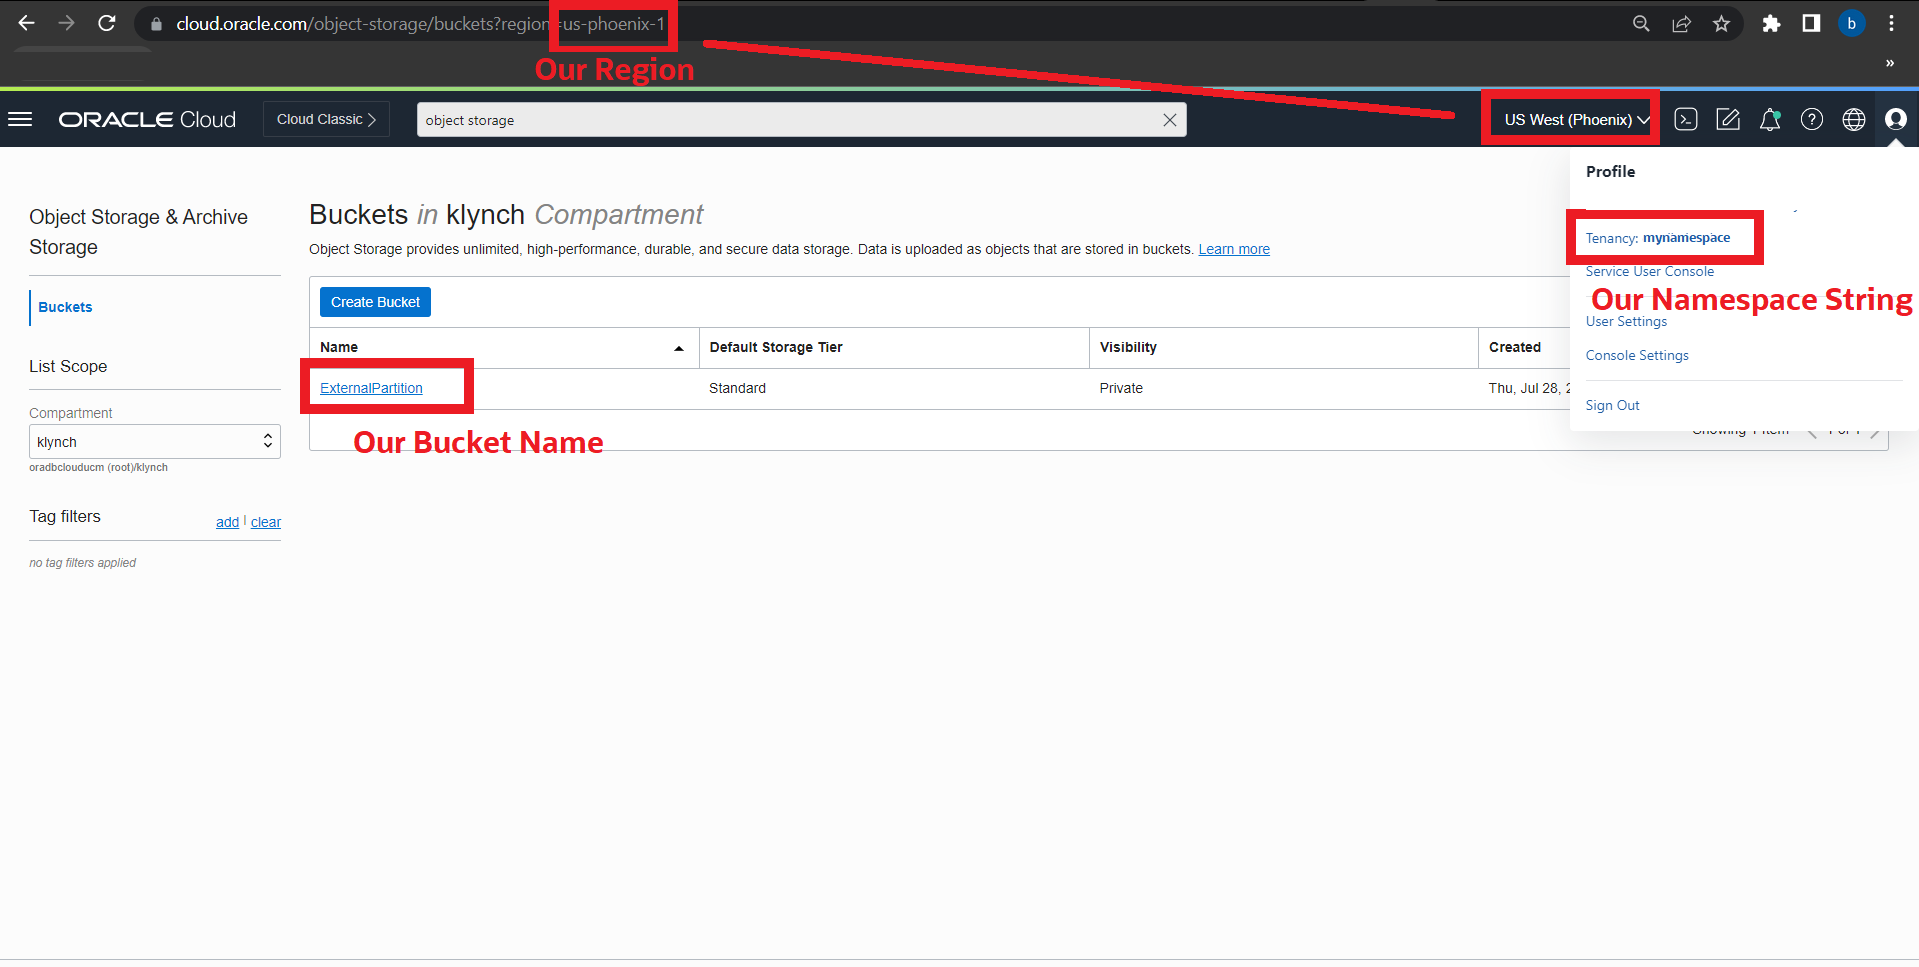 cloud.oracle.com/object-storage/buckets?region=us-phoenix-1
b
»
Our Region
ORACLE Cloud
Cloud Classic
object storage
US West (Phoenix)
Profile
Tenancy: mynamespace
Service User Console
Our Namespace String
User Settings
Console Settings
Sign Out
Object Storage & Archive
Storage
Buckets
List Scope
Compartment
klynch
oradbclouducm (root)/klynch
Tag filters
add | clear
no tag filters applied
Buckets in klynch Compartment
Object Storage provides unlimited, high-performance, durable, and secure data storage. Data is uploaded as objects that are stored in buckets. Learn more
Create Bucket
Name Default Storage Tier Visibility Created
ExternalPartition Standard Private Thu, Jul 28,
Our Bucket Name